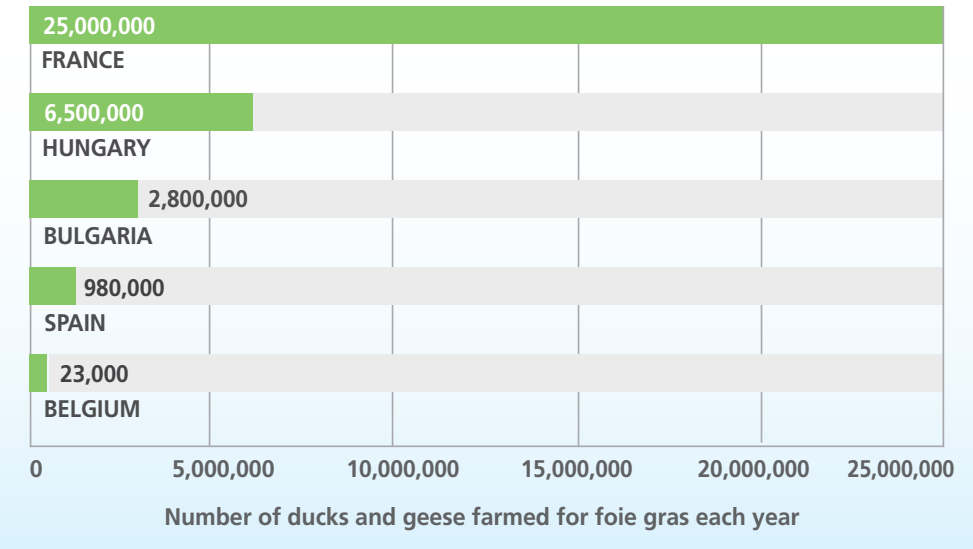 25,000,000
FRANCE
6,500,000
HUNGARY
2,800,000
BULGARIA
980,000
SPAIN
23,000
BELGIUM
0 5,000,000 10,000,000 15,000,000 20,000,000 25,000,000
Number of ducks and geese farmed for foie gras each year